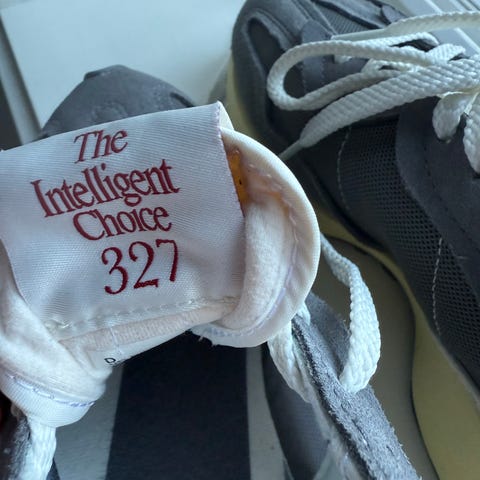 The
Intelligent
Choice
327